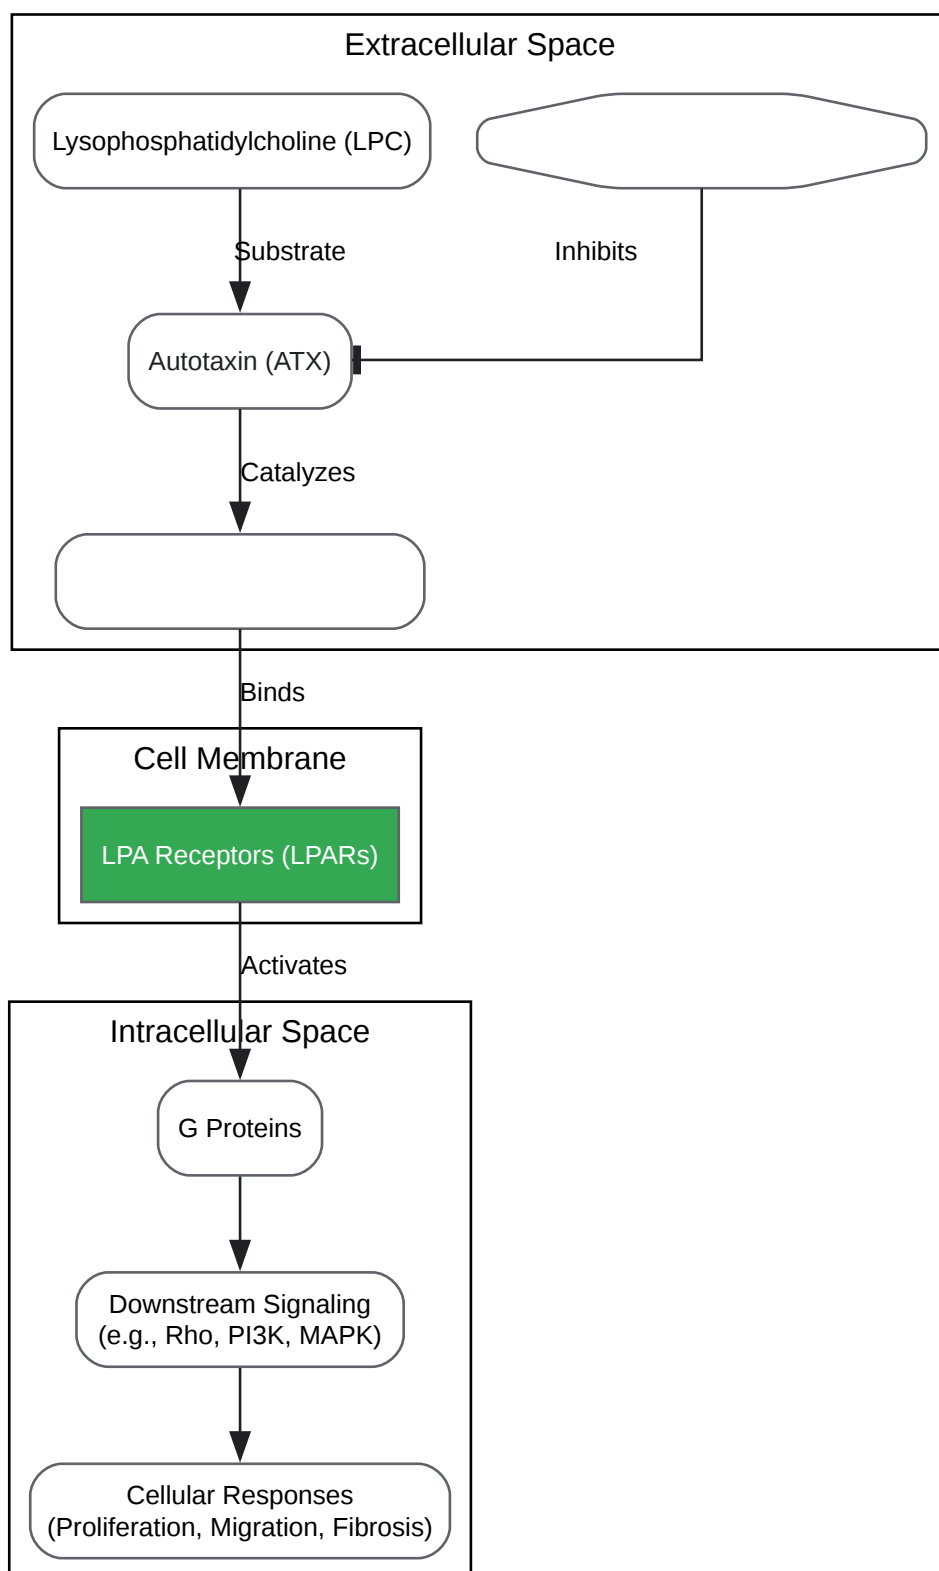 Extracellular Space
Lysophosphatidylcholine (LPC)
Substrate
Inhibits
Autotaxin (ATX)
Catalyzes
Binds
Cell Membrane
LPA Receptors (LPARs)
Activates
Intracellular Space
G Proteins
Downstream Signaling
(e.g., Rho, PI3K, MAPK)
Cellular Responses
(Proliferation, Migration, Fibrosis)